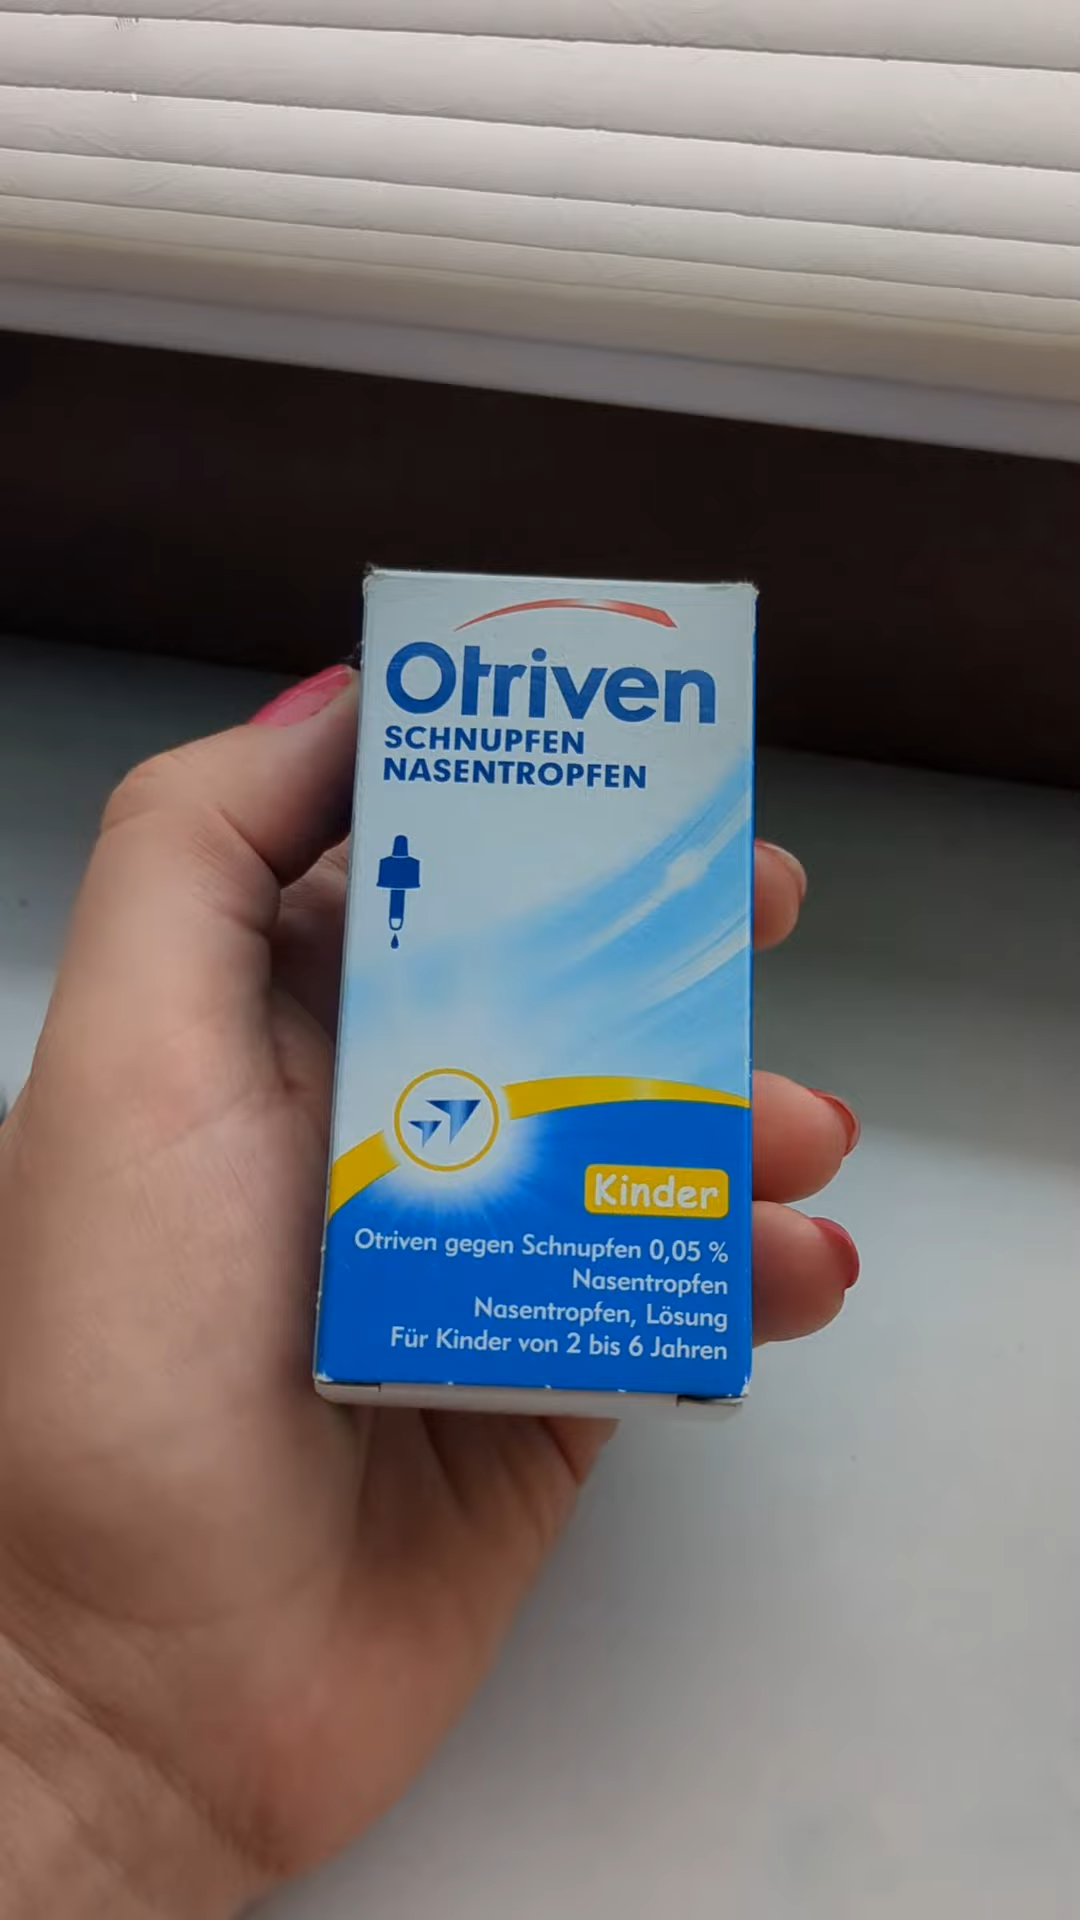 Otriven
SCHNUPFEN
NASENTROPFEN
Kinder
Otriven gegen Schnupfen 0,05 %
Nasentropfen
Nasentropfen, Lösung
Für Kinder von 2 bis 6 Jahren